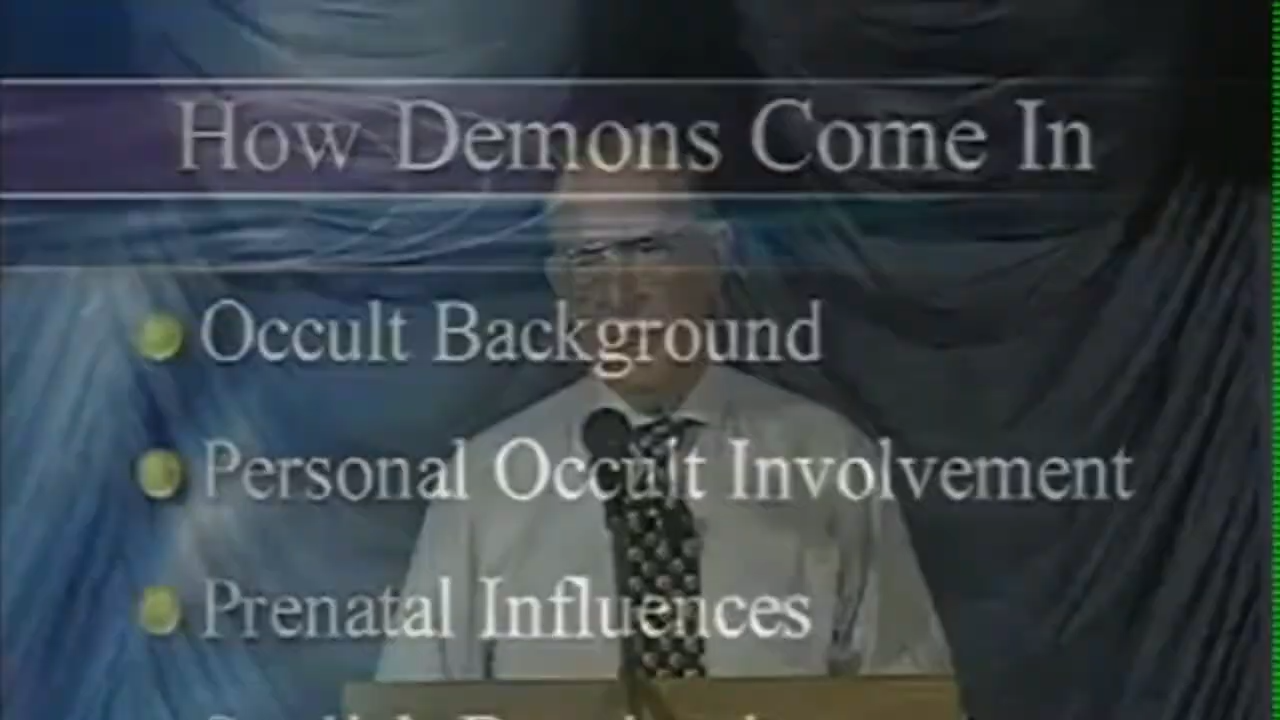 How Demons Come In
Occult Background
Personal Occult Involvement
Prenatal Influences